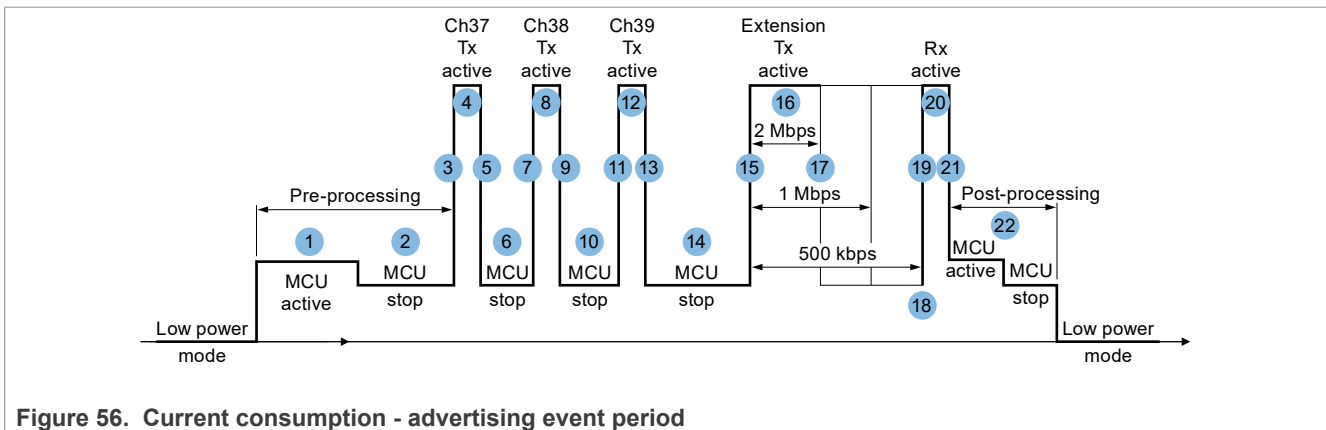 Ch37
Tx
active
Ch38
Tx
active
Ch39
Tx
active
Extension
Tx
active
Rx
active
4
8
12
16
20
2 Mbps
3
5
7
9
11
13
15
17
19
21
Pre-processing
1 Mbps
Post-processing
1
2
6
10
14
22
500 kbps
MCU
active
MCU
stop
MCU
stop
MCU
stop
MCU
stop
MCU
active
MCU
stop
18
Low power
mode
Low power
mode
Figure 56. Current consumption - advertising event period